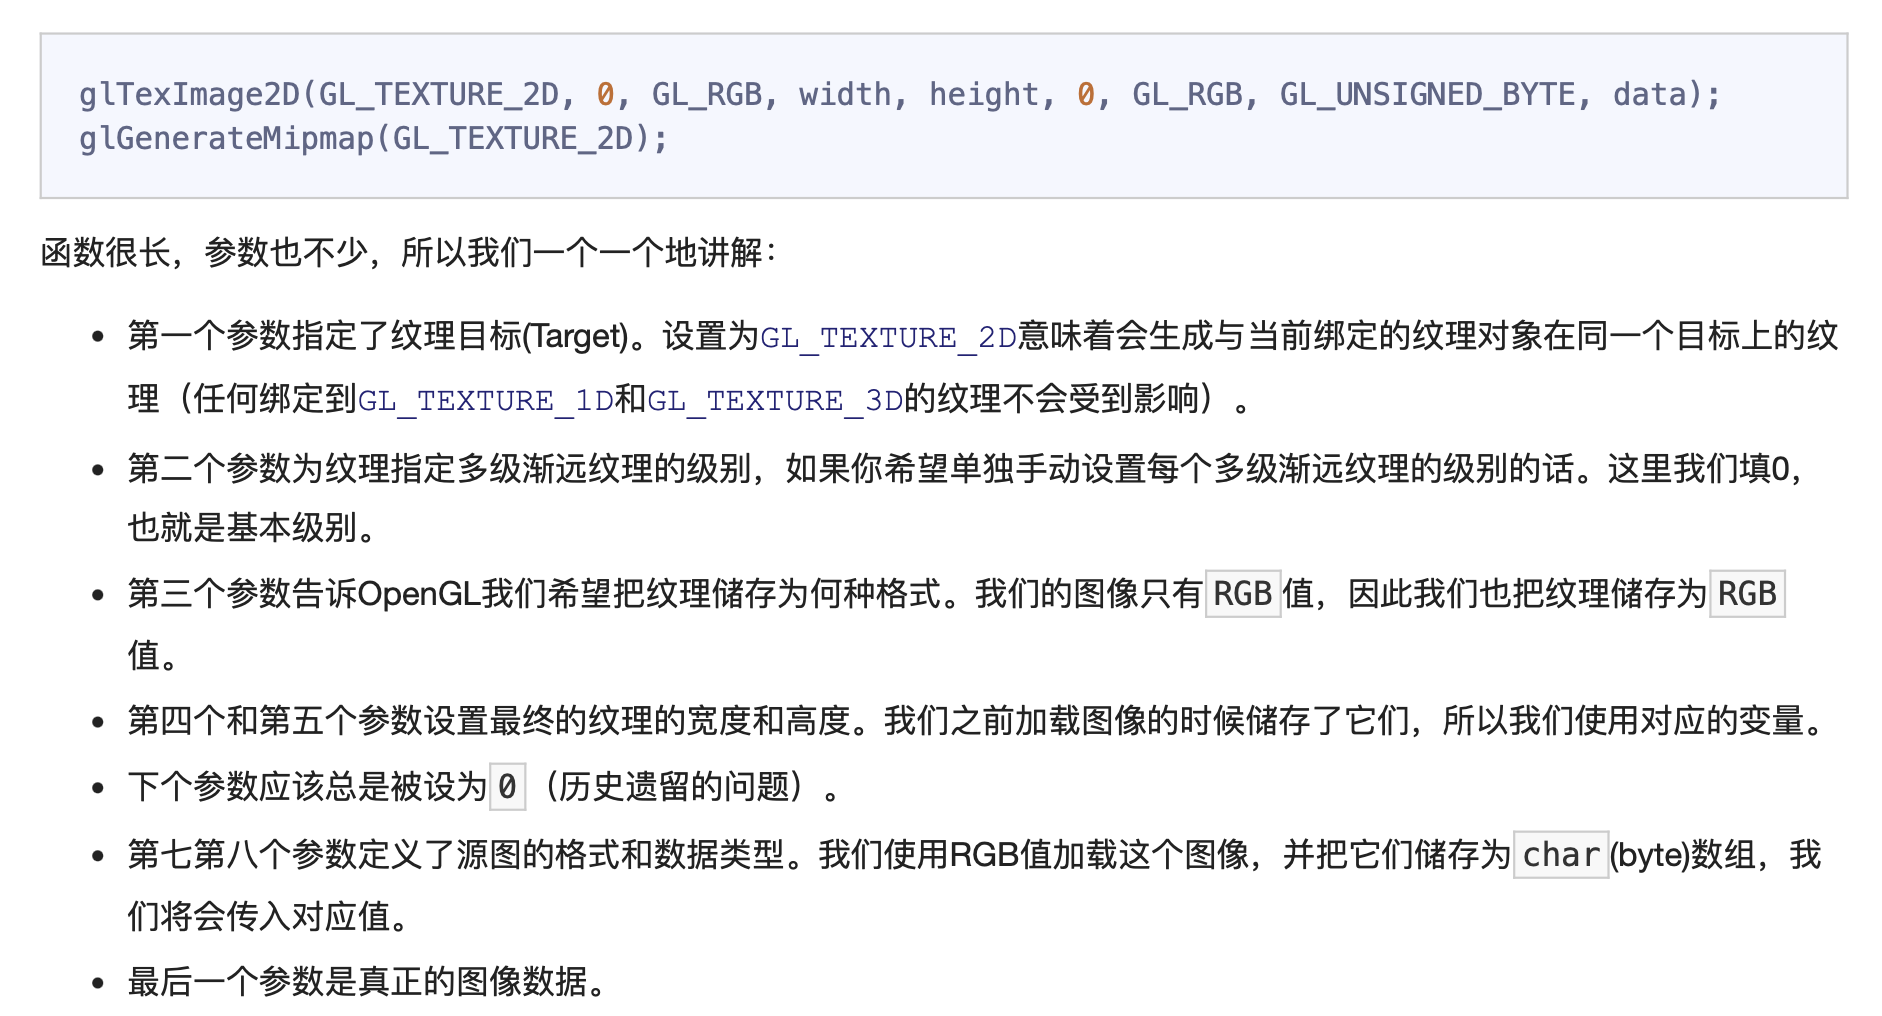 glTexImage2D(GL_TEXTURE_2D, 0, GL_RGB, width, height, 0, GL_RGB, GL_UNSIGNED_BYTE, data);
glGenerateMipmap(GL_TEXTURE_2D);
函数很长，参数也不少，所以我们一个一个地讲解：
• 第一个参数指定了纹理目标(Target)。设置为GL_TEXTURE_2D意味着会生成与当前绑定的纹理对象在同一个目标上的纹
理（任何绑定到GL_TEXTURE_1D和GL_TEXTURE_3D的纹理不会受到影响）。
• 第二个参数为纹理指定多级渐远纹理的级别，如果你希望单独手动设置每个多级渐远纹理的级别的话。这里我们填0，
也就是基本级别。
• 第三个参数告诉OpenGL我们希望把纹理储存为何种格式。我们的图像只有RGB值，因此我们也把纹理储存为RGB
值。
• 第四个和第五个参数设置最终的纹理的宽度和高度。我们之前加载图像的时候储存了它们，所以我们使用对应的变量。
• 下个参数应该总是被设为0（历史遗留的问题）。
• 第七第八个参数定义了源图的格式和数据类型。我们使用RGB值加载这个图像，并把它们储存为char(byte)数组，我
们将会传入对应值。
• 最后一个参数是真正的图像数据。